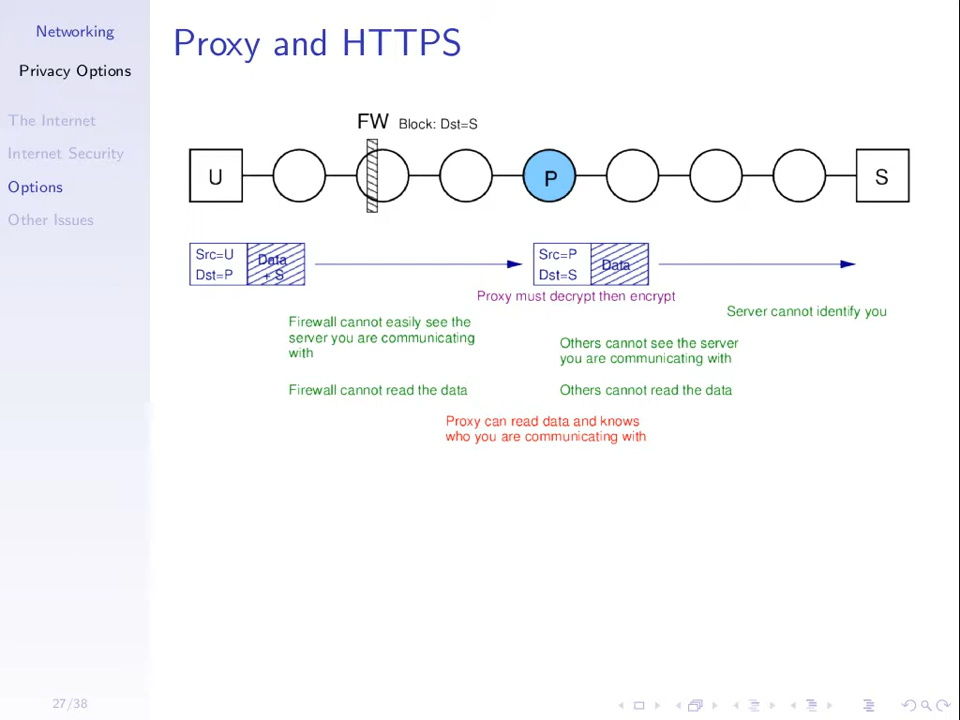 Networking
Privacy Options
The Internet
Internet Security
Options
Other Issues
Proxy and HTTPS
FW Block: Dst=S
U
P
S
Src=U
Dst=P
Data
+ S
Src=P
Dst=S
Data
Proxy must decrypt then encrypt
Server cannot identify you
Firewall cannot easily see the
server you are communicating
with
Others cannot see the server
you are communicating with
Firewall cannot read the data
Others cannot read the data
Proxy can read data and knows
who you are communicating with
27/38